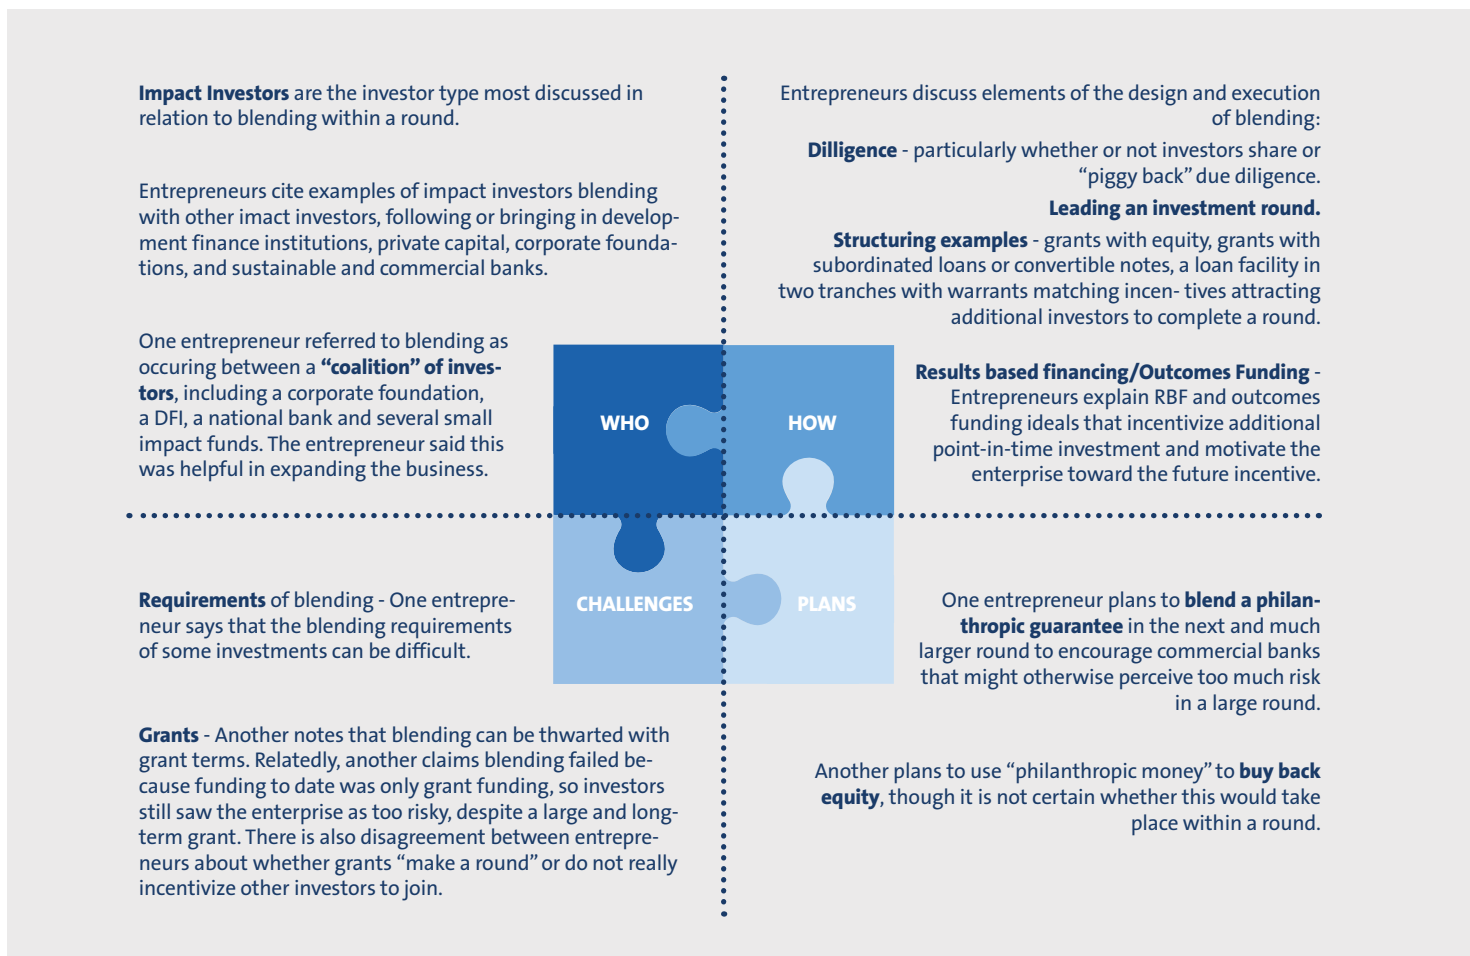 Impact Investors are the investor type most discussed in
relation to blending within a round.
Entrepreneurs cite examples of impact investors blending
with other imact investors, following or bringing in develop-
ment finance institutions, private capital, corporate founda-
tions, and sustainable and commercial banks.
One entrepreneur referred to blending as
occuring between a “coalition” of inves-
tors, including a corporate foundation,
a DFI, a national bank and several small
impact funds. The entrepreneur said this
was helpful in expanding the business.
WHO
Entrepreneurs discuss elements of the design and execution
of blending:
Dilligence - particularly whether or not investors share or
“piggy back” due diligence.
Leading an investment round.
Structuring examples - grants with equity, grants with
subordinated loans or convertible notes, a loan facility in
two tranches with warrants matching incen- tives attracting
additional investors to complete a round.
Results based financing/Outcomes Funding -
Entrepreneurs explain RBF and outcomes
funding ideals that incentivize additional
point-in-time investment and motivate the
enterprise toward the future incentive.
HOW
Requirements of blending - One entrepre-
neur says that the blending requirements
of some investments can be difficult.
Grants - Another notes that blending can be thwarted with
grant terms. Relatedly, another claims blending failed be-
cause funding to date was only grant funding, so investors
still saw the enterprise as too risky, despite a large and long-
term grant. There is also disagreement between entrepre-
neurs about whether grants “make a round” or do not really
incentivize other investors to join.
CHALLENGES
PLANS
One entrepreneur plans to blend a philan-
thropic guarantee in the next and much
larger round to encourage commercial banks
that might otherwise perceive too much risk
in a large round.
Another plans to use “philanthropic money” to buy back
equity, though it is not certain whether this would take
place within a round.